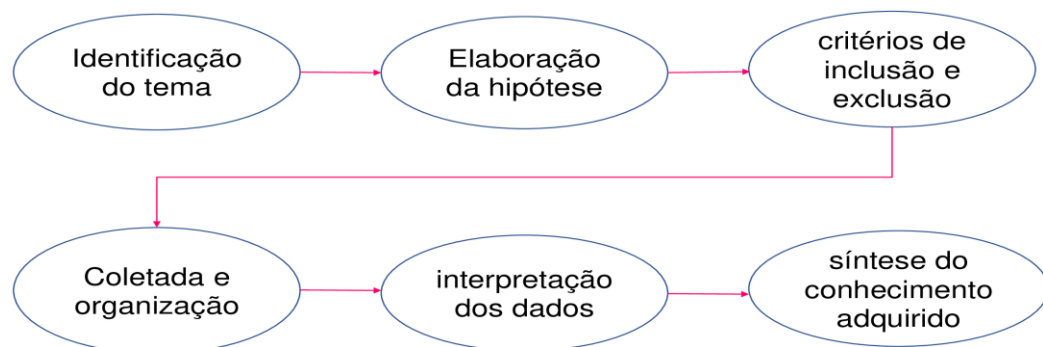 Identificação
do tema
Elaboração
da hipótese
critérios de
inclusão e
exclusão
Coletada e
organização
interpretação
dos dados
síntese do
conhecimento
adquirido